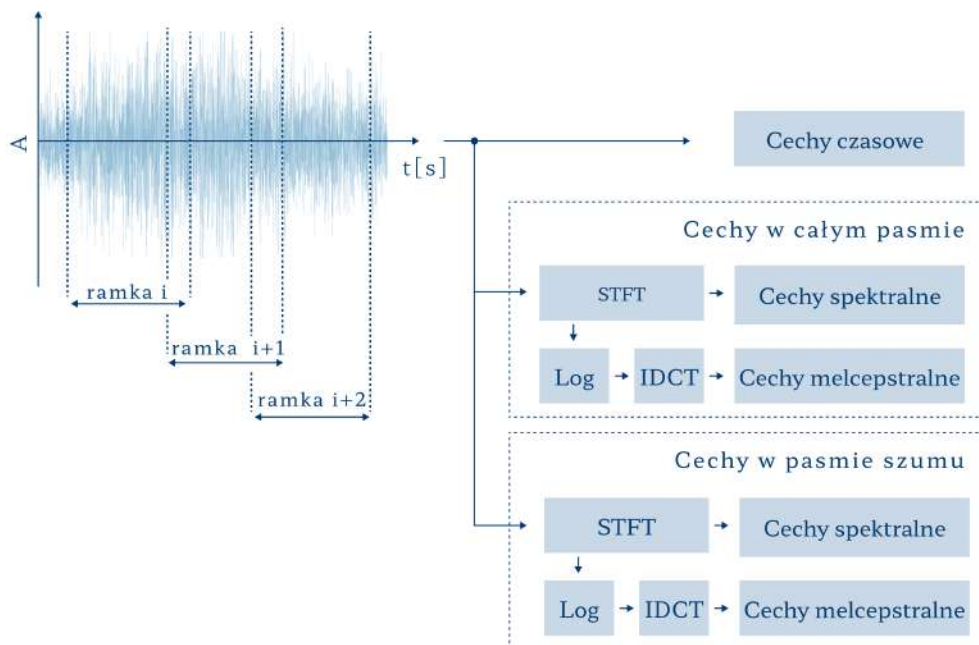 A
t[s]
ramka i
ramka i+1
ramka i+2
Cechy czasowe
Cechy w całym pasmie
STFT
Cechy spektralne
Log
IDCT
Cechy melcepstralne
Cechy w pasmie szumu
STFT
Cechy spektralne
Log
IDCT
Cechy melcepstralne